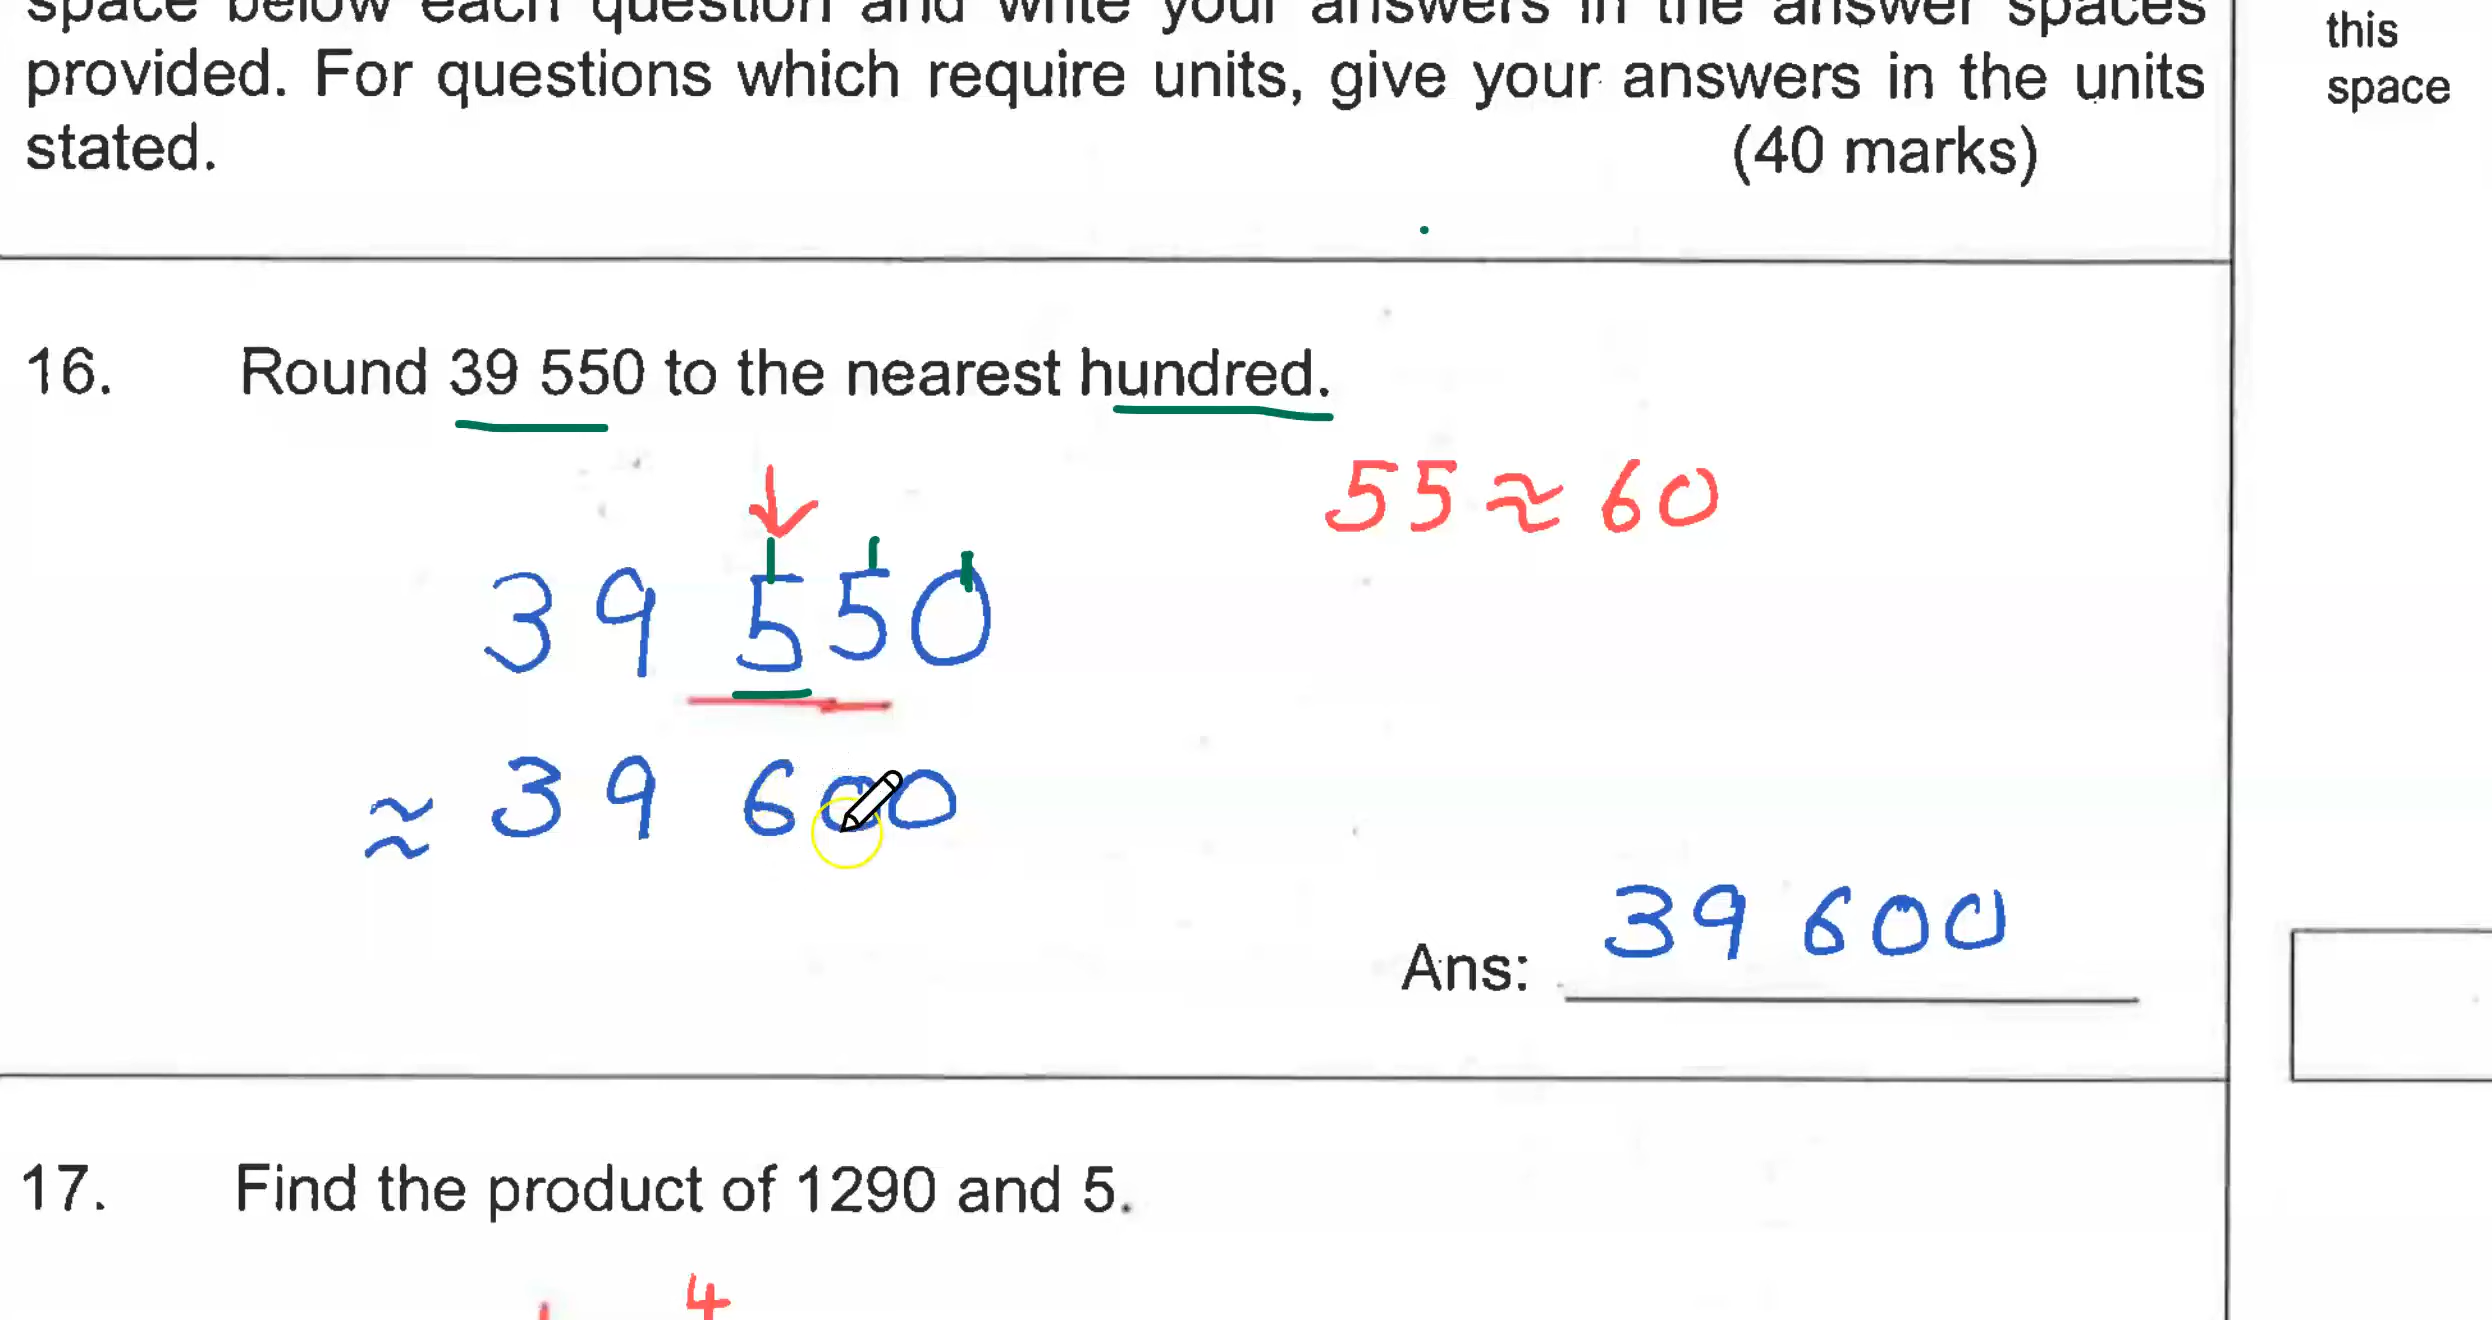 space below each question and write your answers in the answer spaces
provided. For questions which require units, give your answers in the units
stated.
(40 marks)
this
space
16. Round 39 550 to the nearest hundred.
55 ≈ 60
39 550
≈ 39 600
Ans: 39 600
17. Find the product of 1290 and 5.
4